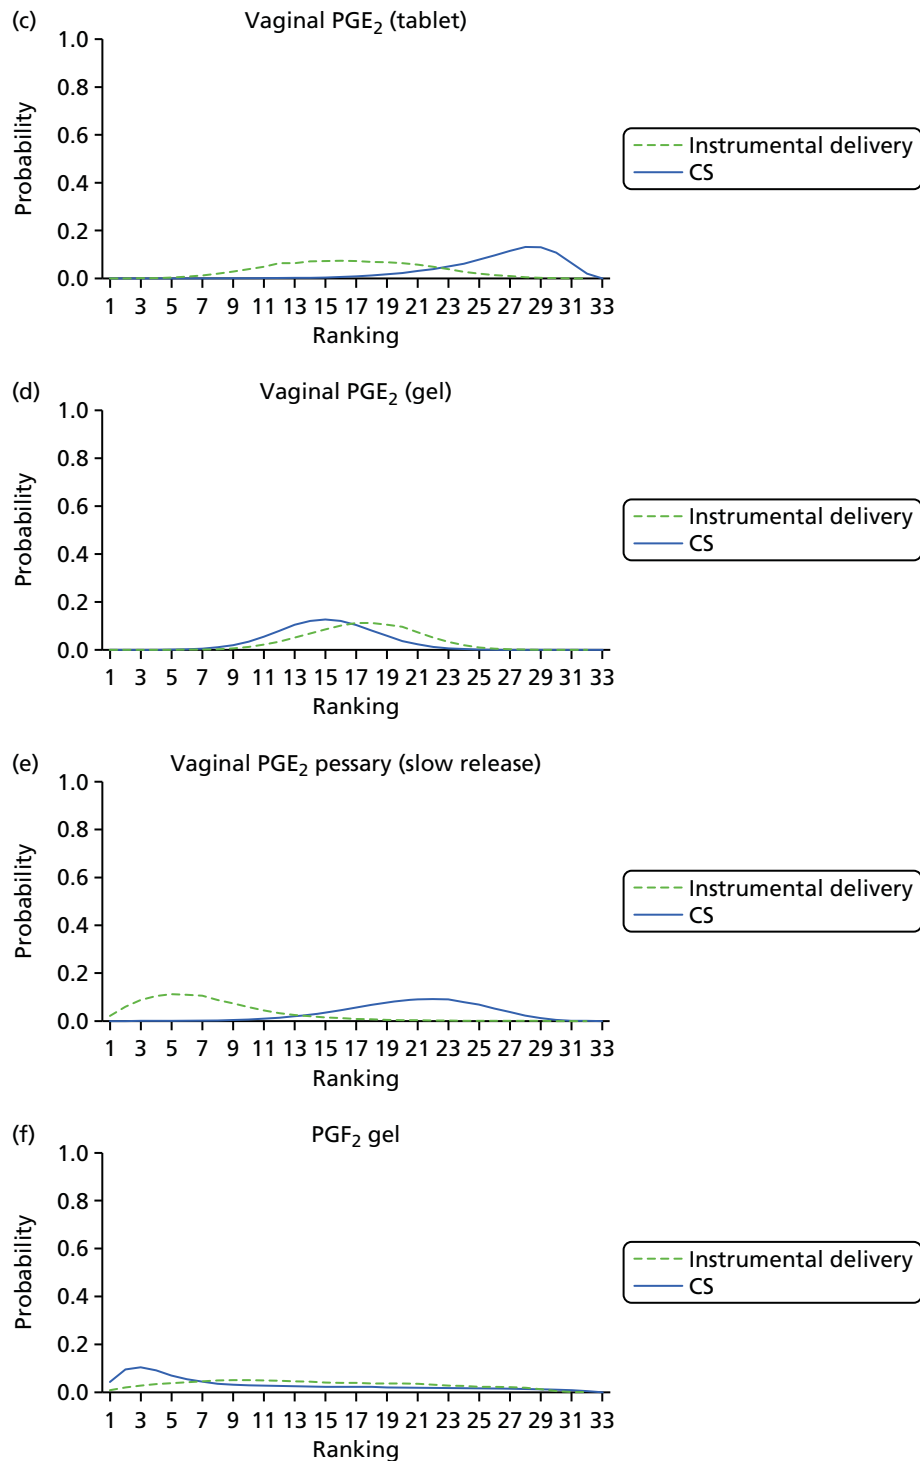 (c) Vaginal PGE₂ (tablet)
1.0
0.8
0.6
0.4
0.2
0.0
Probability
1 3 5 7 9 11 13 15 17 19 21 23 25 27 29 31 33
Ranking
Instrumental delivery
CS
(d) Vaginal PGE₂ (gel)
1.0
0.8
0.6
0.4
0.2
0.0
Probability
1 3 5 7 9 11 13 15 17 19 21 23 25 27 29 31 33
Ranking
Instrumental delivery
CS
(e) Vaginal PGE₂ pessary (slow release)
1.0
0.8
0.6
0.4
0.2
0.0
Probability
1 3 5 7 9 11 13 15 17 19 21 23 25 27 29 31 33
Ranking
Instrumental delivery
CS
(f) PGF₂ gel
1.0
0.8
0.6
0.4
0.2
0.0
Probability
1 3 5 7 9 11 13 15 17 19 21 23 25 27 29 31 33
Ranking
Instrumental delivery
CS